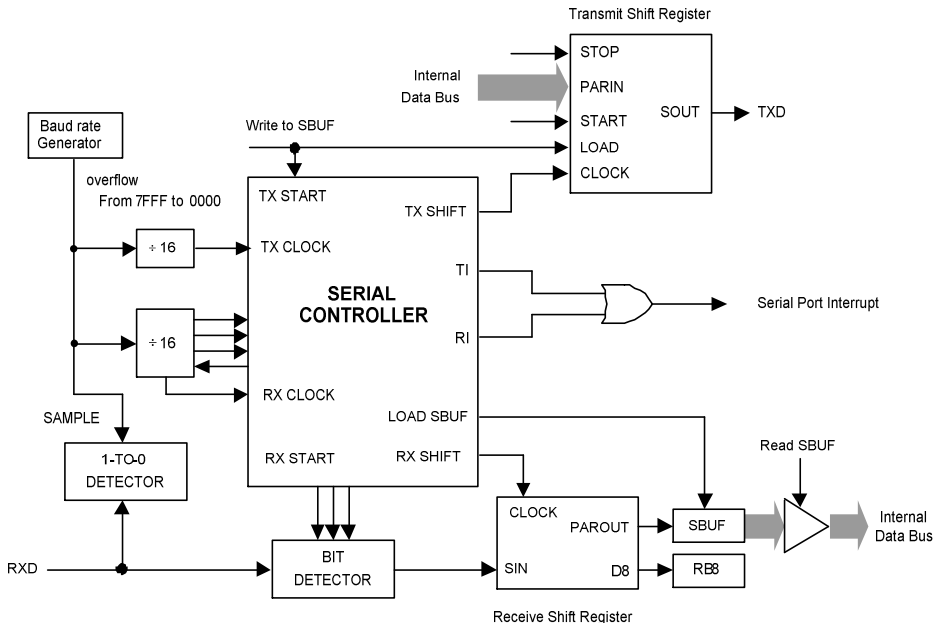 Transmit Shift Register
STOP
Internal
Data Bus
PARIN
SOUT
TXD
START
LOAD
CLOCK
Baud rate
Generator
Write to SBUF
overflow
From 7FFF to 0000
TX START
TX SHIFT
÷ 16
TX CLOCK
TI
SERIAL
CONTROLLER
Serial Port Interrupt
RI
÷ 16
RX CLOCK
LOAD SBUF
SAMPLE
1-TO-0
DETECTOR
RX START
RX SHIFT
Read SBUF
CLOCK
PAROUT
SBUF
Internal
Data Bus
RXD
BIT
DETECTOR
SIN
D8
RB8
Receive Shift Register